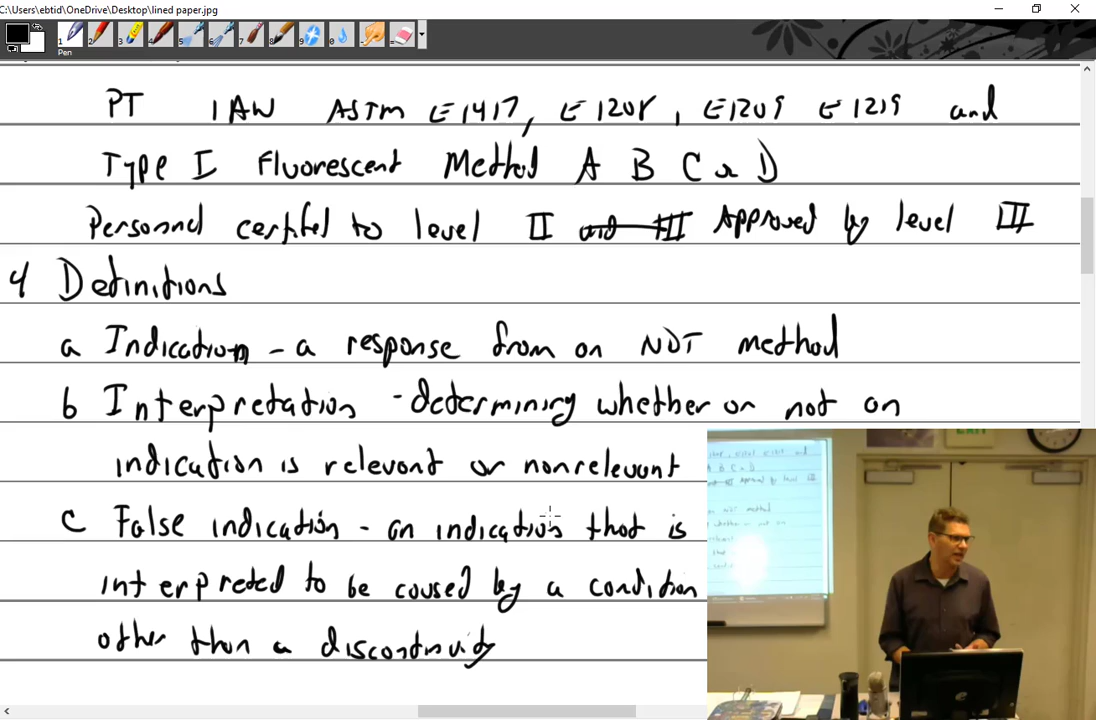 C:\Users\ebtid\OneDrive\Desktop\lined paper.jpg
Pen
PT IAW ASTM E1417, E1208, E1209 E1219 and
Type I Fluorescent Method A B C or D
Personnel certified to level II and III Approved by level III
4 Definitions
a Indication - a response from an NDT method
b Interpretation - determining whether or not an
indication is relevant or nonrelevant
c False indication - an indication that is
interpreted to be caused by a condition
other than a discontinuity
EXIT